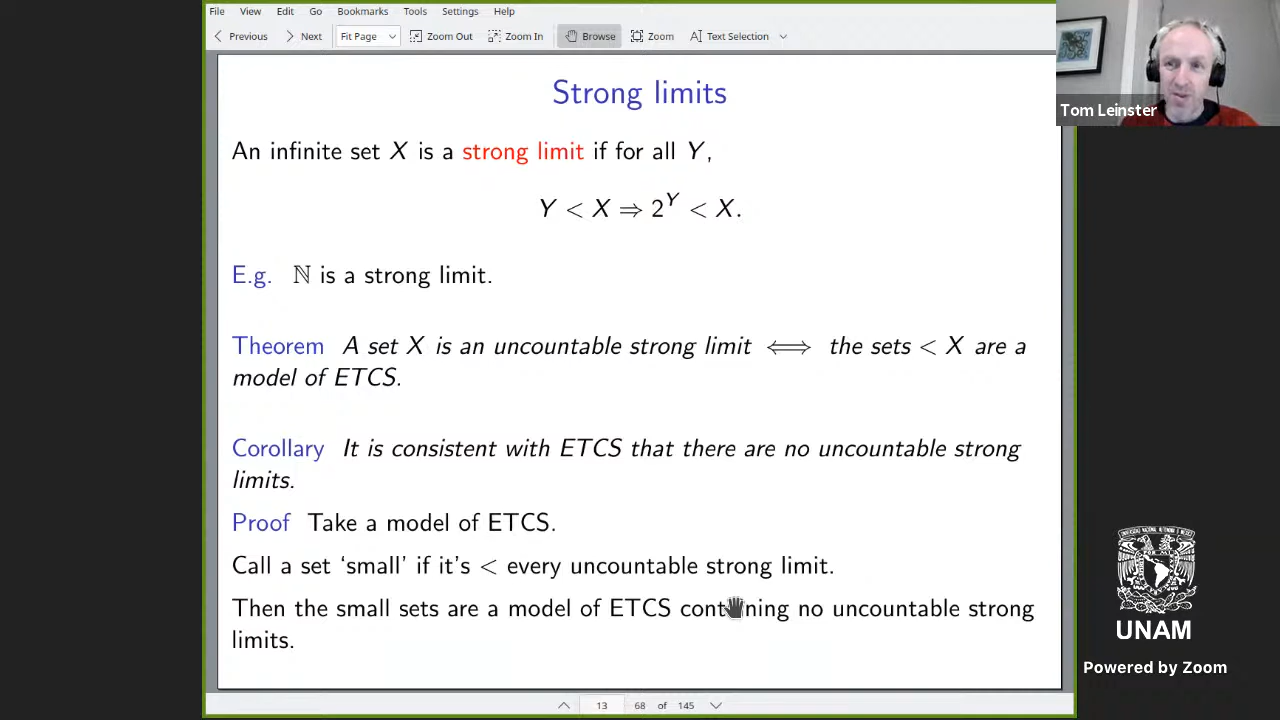 File View Edit Go Bookmarks Tools Settings Help
Previous Next Fit Page Zoom Out Zoom In Browse Zoom Text Selection
Tom Leinster
Strong limits
An infinite set X is a strong limit if for all Y,
Y < X ⇒ 2^Y < X.
E.g. ℕ is a strong limit.
Theorem A set X is an uncountable strong limit ⟺ the sets < X are a
model of ETCS.
Corollary It is consistent with ETCS that there are no uncountable strong
limits.
Proof Take a model of ETCS.
Call a set ‘small’ if it's < every uncountable strong limit.
Then the small sets are a model of ETCS containing no uncountable strong
limits.
13 68 of 145
UNAM
Powered by Zoom